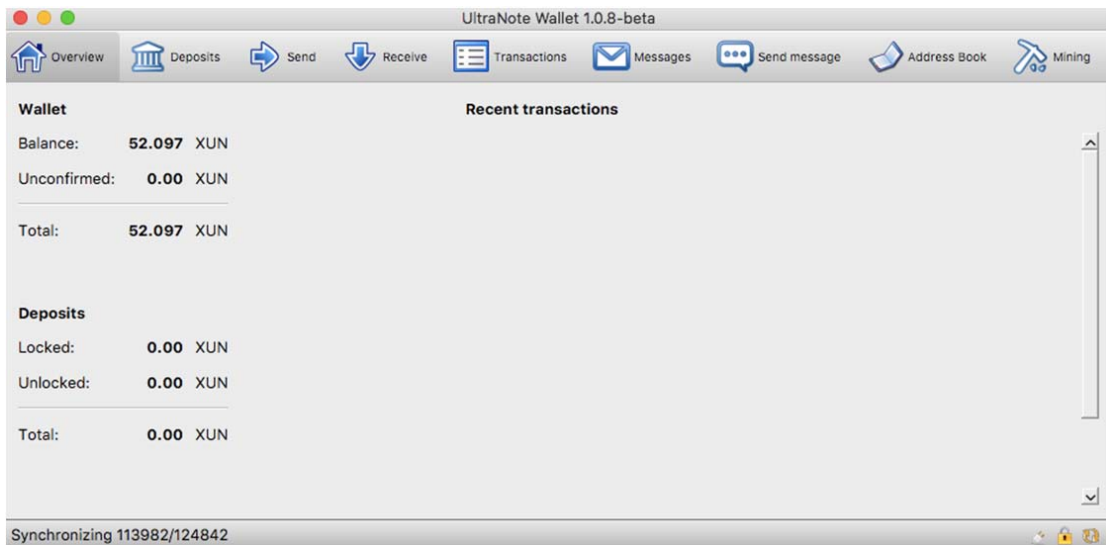 UltraNote Wallet 1.0.8-beta
Overview Deposits Send Receive Transactions Messages Send message Address Book Mining
Wallet
Recent transactions
Balance: 52.097 XUN
Unconfirmed: 0.00 XUN
Total: 52.097 XUN
Deposits
Locked: 0.00 XUN
Unlocked: 0.00 XUN
Total: 0.00 XUN
Synchronizing 113982/124842